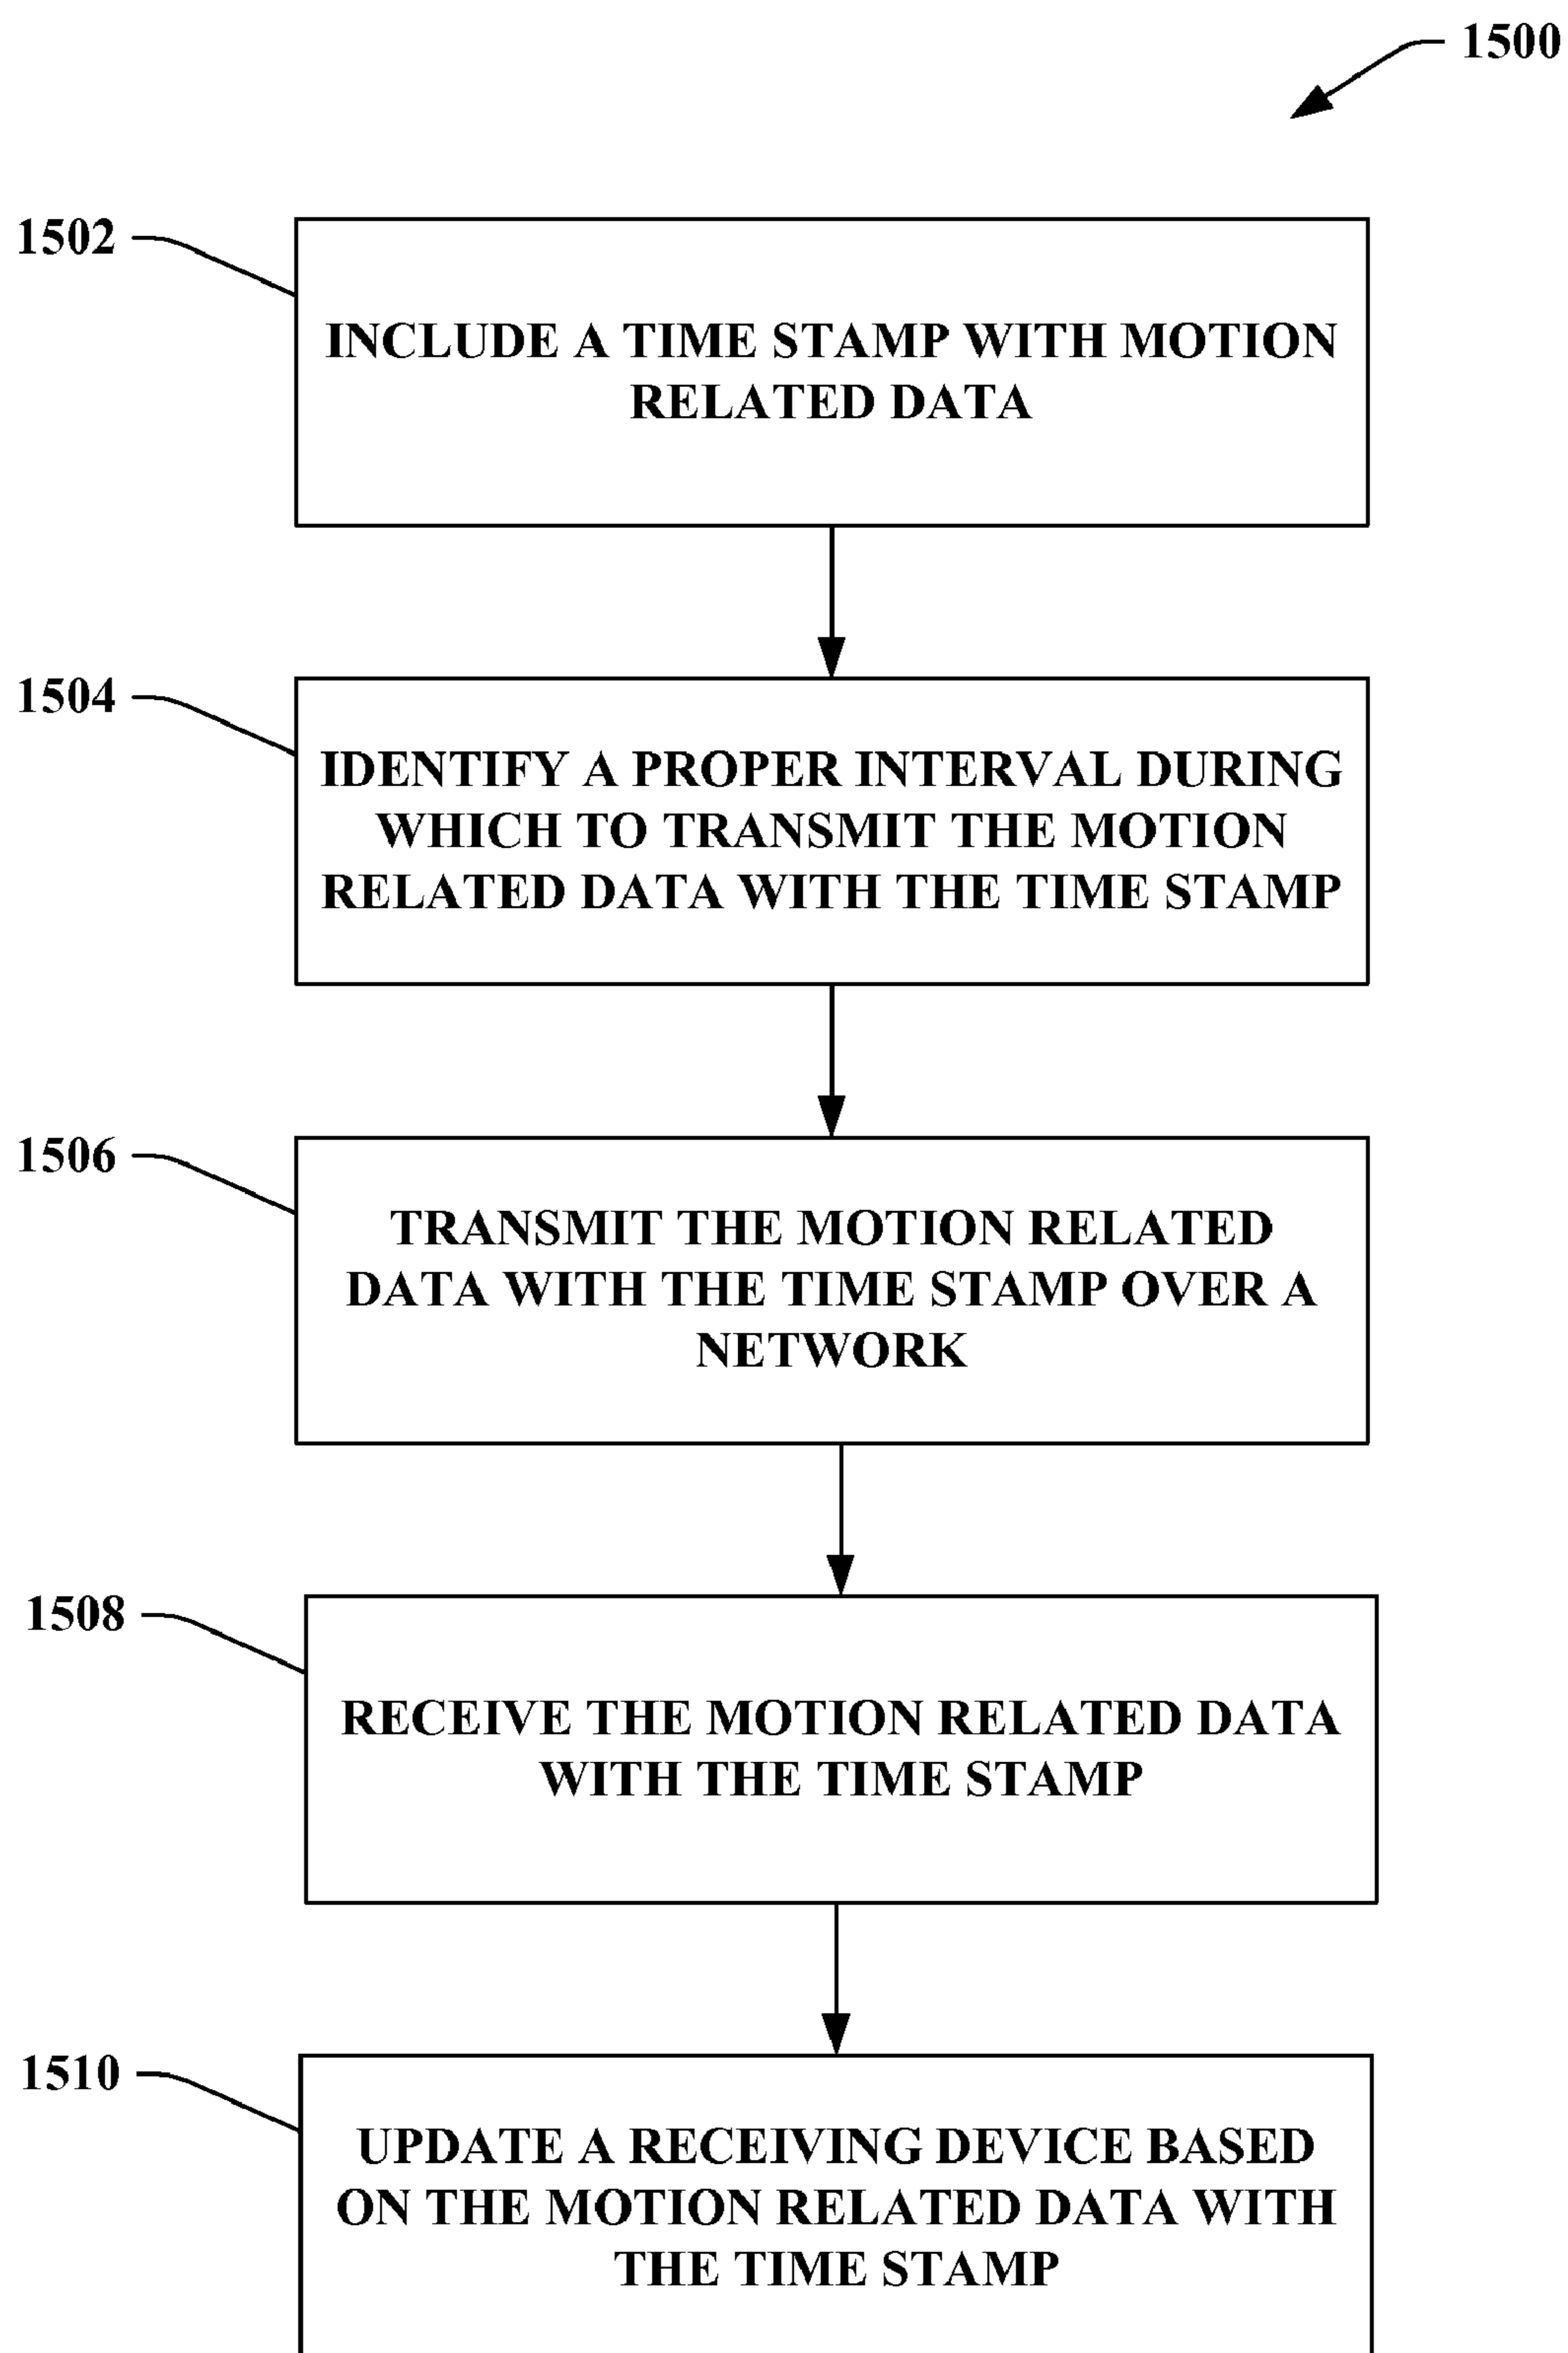 1500
1502
INCLUDE A TIME STAMP WITH MOTION
RELATED DATA
1504
IDENTIFY A PROPER INTERVAL DURING
WHICH TO TRANSMIT THE MOTION
RELATED DATA WITH THE TIME STAMP
1506
TRANSMIT THE MOTION RELATED
DATA WITH THE TIME STAMP OVER A
NETWORK
1508
RECEIVE THE MOTION RELATED DATA
WITH THE TIME STAMP
1510
UPDATE A RECEIVING DEVICE BASED
ON THE MOTION RELATED DATA WITH
THE TIME STAMP